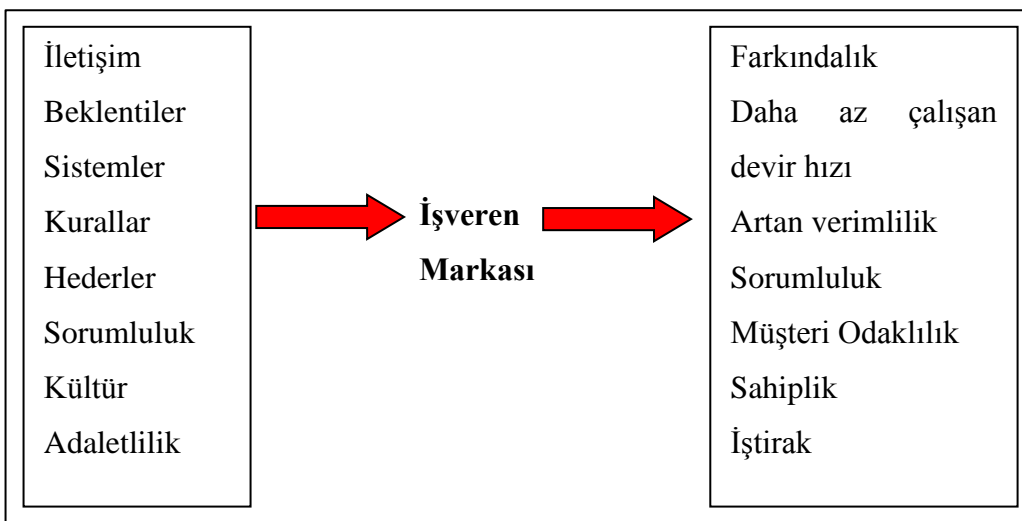 İletişim
Beklentiler
Sistemler
Kurallar
Hederler
Sorumluluk
Kültür
Adaletlilik
İşveren
Markası
Farkındalık
Daha az çalışan
devir hızı
Artan verimlilik
Sorumluluk
Müşteri Odaklılık
Sahiplik
İştirak